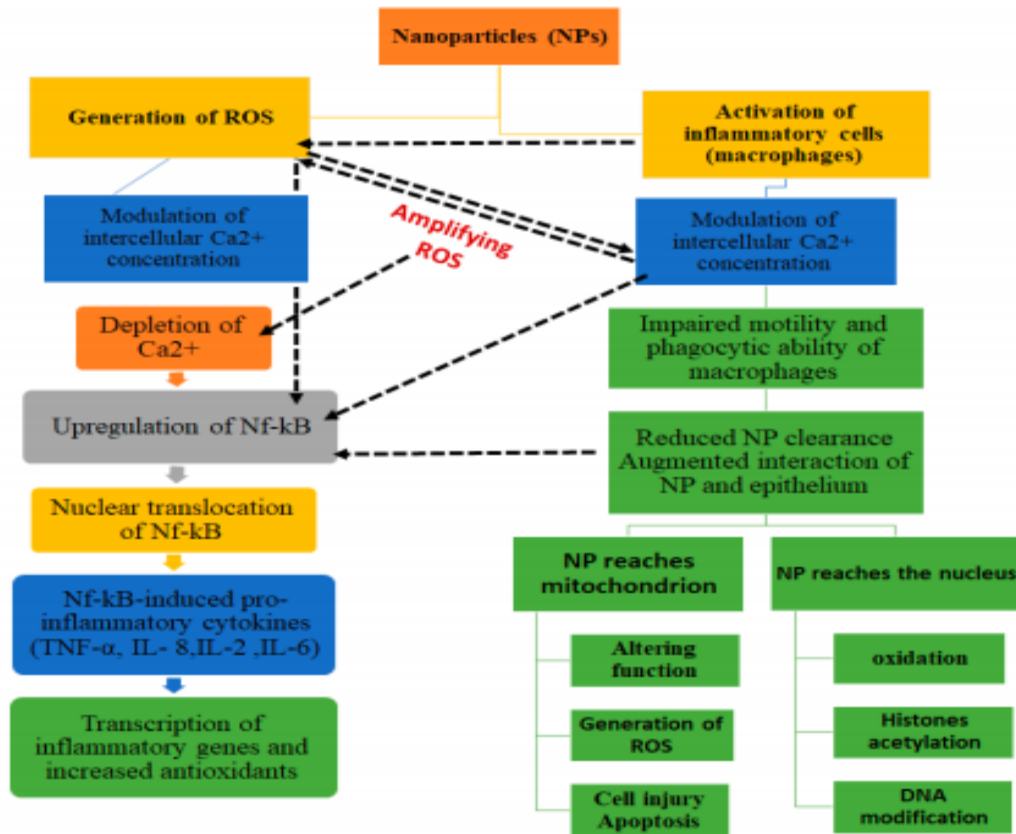 Nanoparticles (NPs)
Generation of ROS
Activation of
inflammatory cells
(macrophages)
Modulation of
intercellular Ca2+
concentration
Amplifying
ROS
Modulation of
intercellular Ca2+
concentration
Depletion of
Ca2+
Impaired motility and
phagocytic ability of
macrophages
Upregulation of Nf-kB
Reduced NP clearance
Augmented interaction of
NP and epithelium
Nuclear translocation
of Nf-kB
NP reaches
mitochondrion
NP reaches the nucleus
Nf-kB-induced pro-
inflammatory cytokines
(TNF-α, IL- 8,IL-2 ,IL-6)
Altering
function
oxidation
Transcription of
inflammatory genes and
increased antioxidants
Generation of
ROS
Histones
acetylation
Cell injury
Apoptosis
DNA
modification